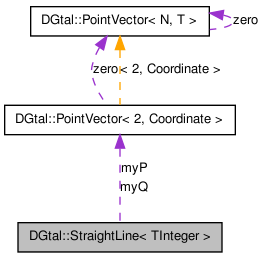 DGtal::PointVector< N, T >
zero
zero
< 2, Coordinate >
DGtal::PointVector< 2, Coordinate >
myP
myQ
DGtal::StraightLine< TInteger >